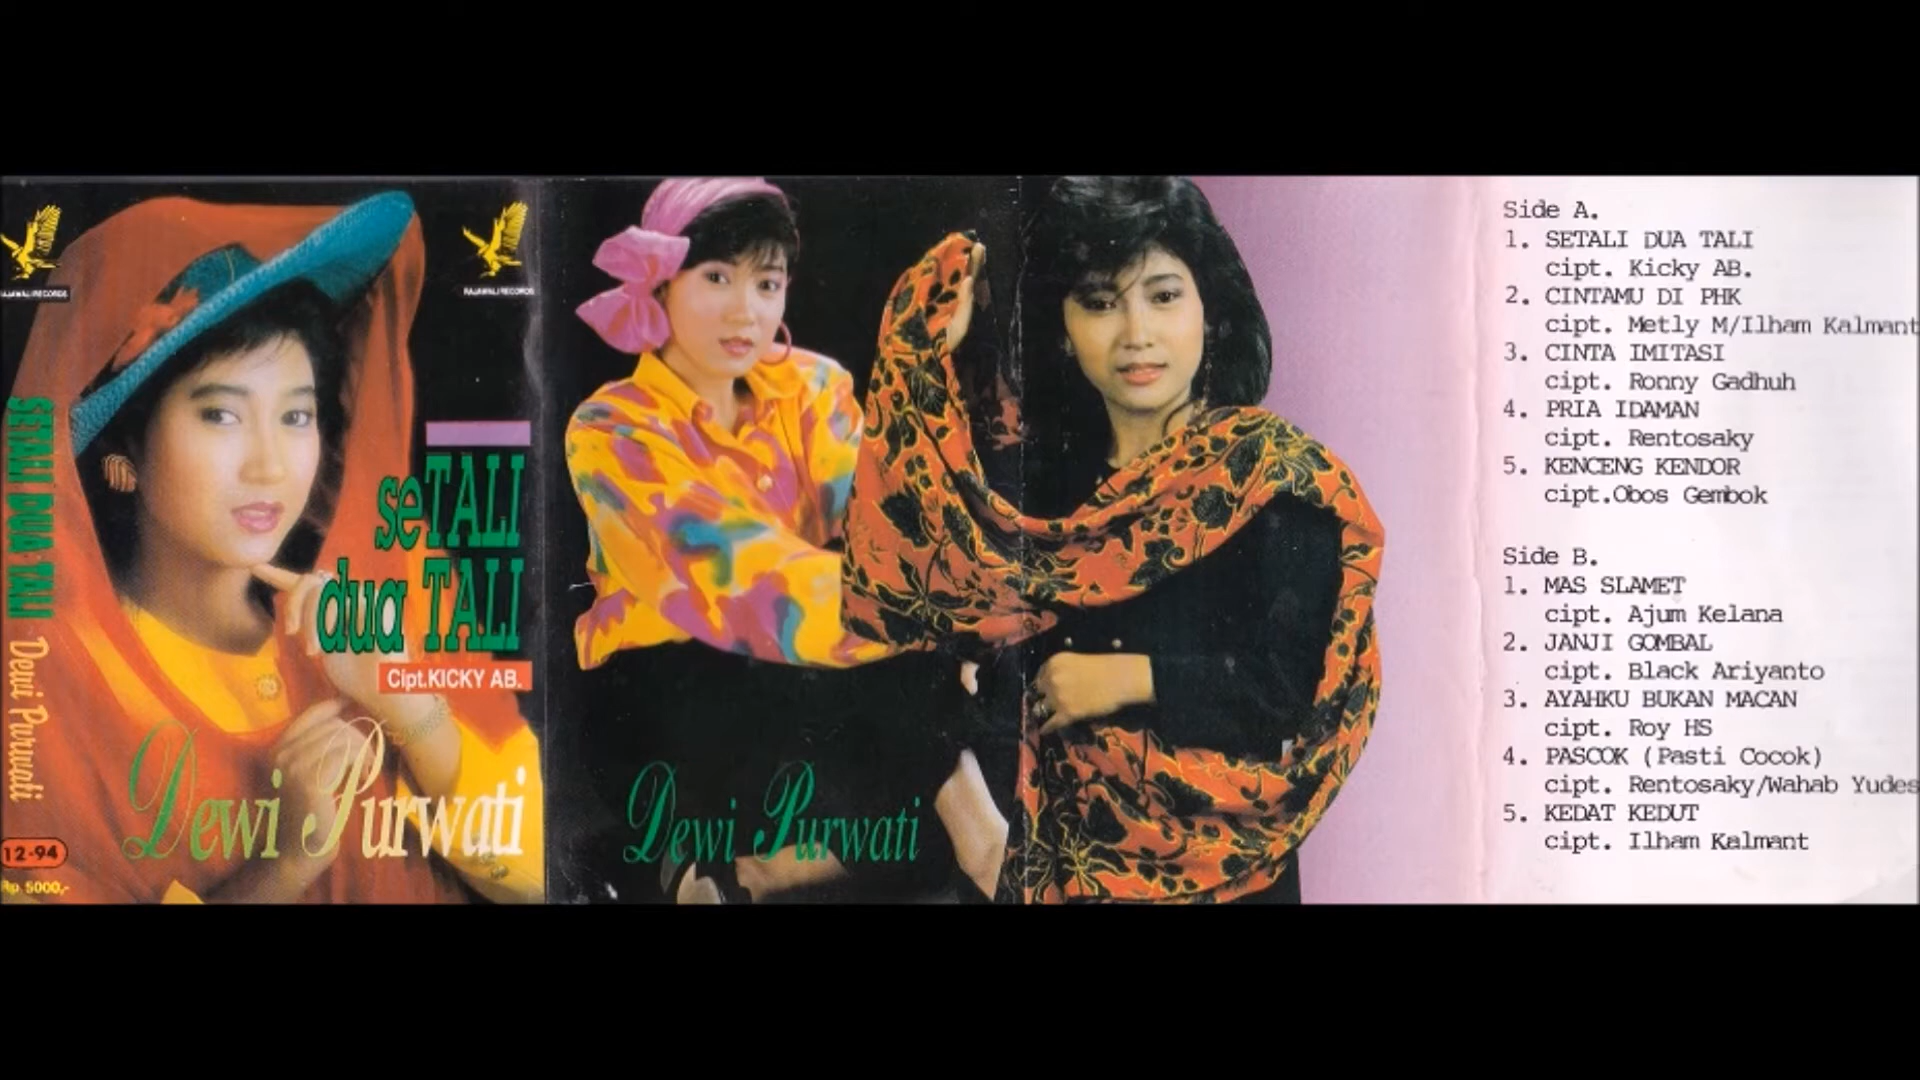 RAJAWALI RECORDS
SETALI DUA TALI
Dewi Purwati
12-94
Rp. 5000,-
RAJAWALI RECORDS
seTALI
dua TALI
Cipt.KICKY AB.
Dewi Purwati
Dewi Purwati
Side A.
1. SETALI DUA TALI
cipt. Kicky AB.
2. CINTAMU DI PHK
cipt. Metly M/Ilham Kalmant
3. CINTA IMITASI
cipt. Ronny Gadhuh
4. PRIA IDAMAN
cipt. Rentosaky
5. KENCENG KENDOR
cipt.Obos Gembok
Side B.
1. MAS SLAMET
cipt. Ajum Kelana
2. JANJI GOMBAL
cipt. Black Ariyanto
3. AYAHKU BUKAN MACAN
cipt. Roy HS
4. PASCOK (Pasti Cocok)
cipt. Rentosaky/Wahab Yudes
5. KEDAT KEDUT
cipt. Ilham Kalmant